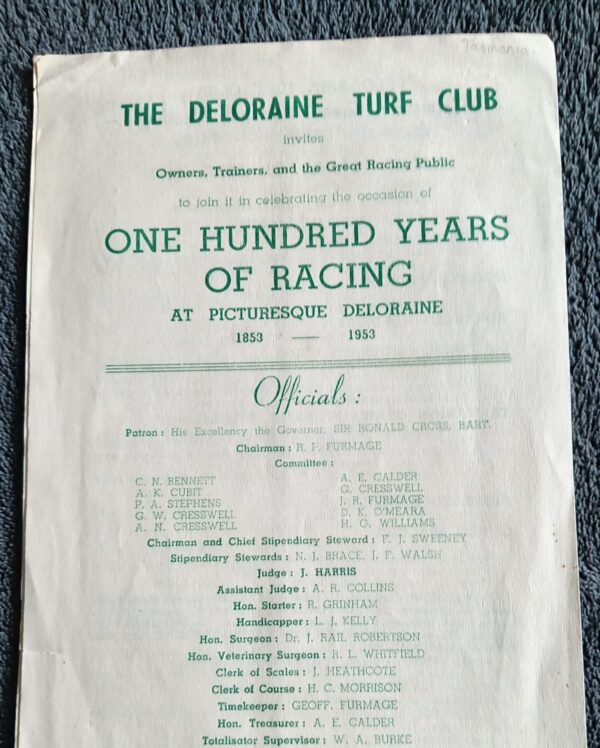 Tasmania.
THE DELORAINE TURF CLUB
invites
Owners, Trainers, and the Great Racing Public
to join it in celebrating the occasion of
ONE HUNDRED YEARS
OF RACING
AT PICTURESQUE DELORAINE
1853 — 1953
Officials :
Patron : His Excellency the Governor, SIR RONALD CROSS, BART.
Chairman : R. F. FURMAGE
Committee :
C. N. BENNETT
A. K. CUBIT
P. A. STEPHENS
G. W. CRESSWELL
A. N. CRESSWELL
A. E. CALDER
G. CRESSWELL
J. R. FURMAGE
D. K. O'MEARA
H. G. WILLIAMS
Chairman and Chief Stipendiary Steward : F. J. SWEENEY
Stipendiary Stewards : N. J. BRACE, J. F. WALSH
Judge : J. HARRIS
Assistant Judge : A. R. COLLINS
Hon. Starter : R. GRINHAM
Handicapper : L. J. KELLY
Hon. Surgeon : Dr. J. RAIL ROBERTSON
Hon. Veterinary Surgeon : R. L. WHITFIELD
Clerk of Scales : J. HEATHCOTE
Clerk of Course : H. C. MORRISON
Timekeeper : GEOFF. FURMAGE
Hon. Treasurer : A. E. CALDER
Totalisator Supervisor : W. A. BURKE